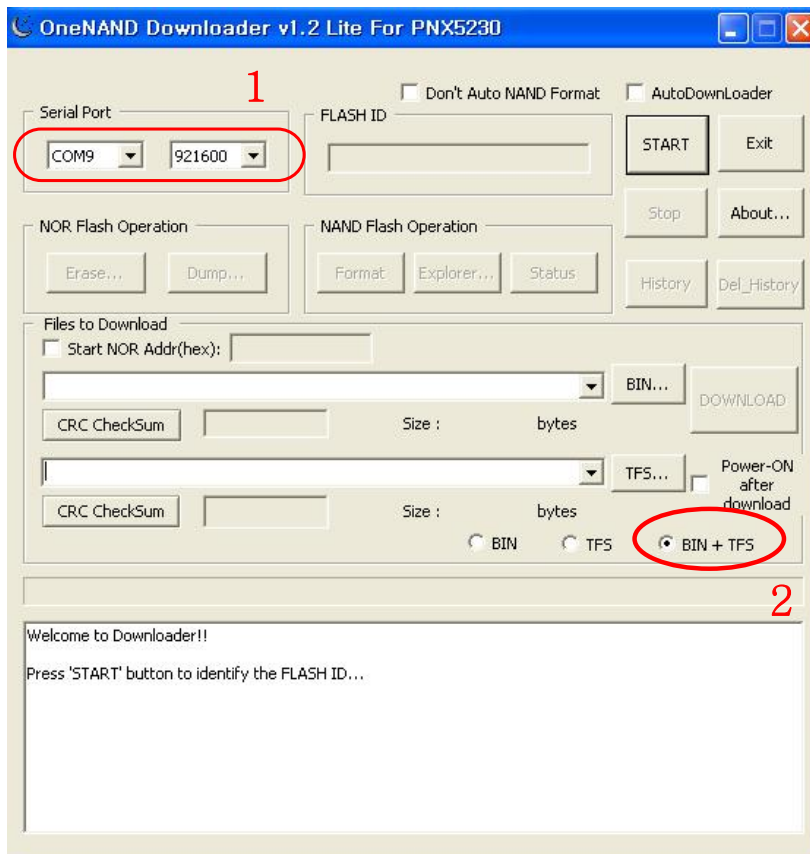 OneNAND Downloader v1.2 Lite For PNX5230
1
Don't Auto NAND Format
AutoDownLoader
Serial Port
FLASH ID
COM9
921600
START
Exit
Stop
About...
NOR Flash Operation
NAND Flash Operation
Erase...
Dump...
Format
Explorer...
Status
History
Del_History
Files to Download
Start NOR Addr(hex):
BIN...
DOWNLOAD
CRC CheckSum
Size :
bytes
TFS...
Power-ON
after
download
CRC CheckSum
Size :
bytes
BIN
TFS
BIN + TFS
2
Welcome to Downloader!!
Press 'START' button to identify the FLASH ID...